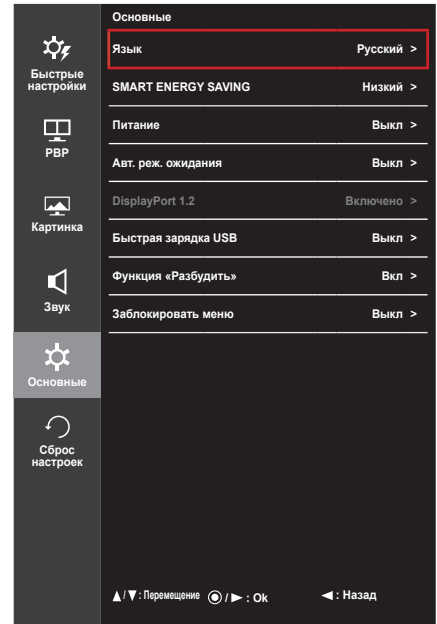 Основные
Быстрые
настройки
PBP
Картинка
Звук
Основные
Сброс
настроек
Язык Русский >
SMART ENERGY SAVING Низкий >
Питание Выкл >
Авт. реж. ожидания Выкл >
DisplayPort 1.2 Включено >
Быстрая зарядка USB Выкл >
Функция «Разбудить» Вкл >
Заблокировать меню Выкл >
▲/▼: Перемещение ◉/►: Ok ◄: Назад